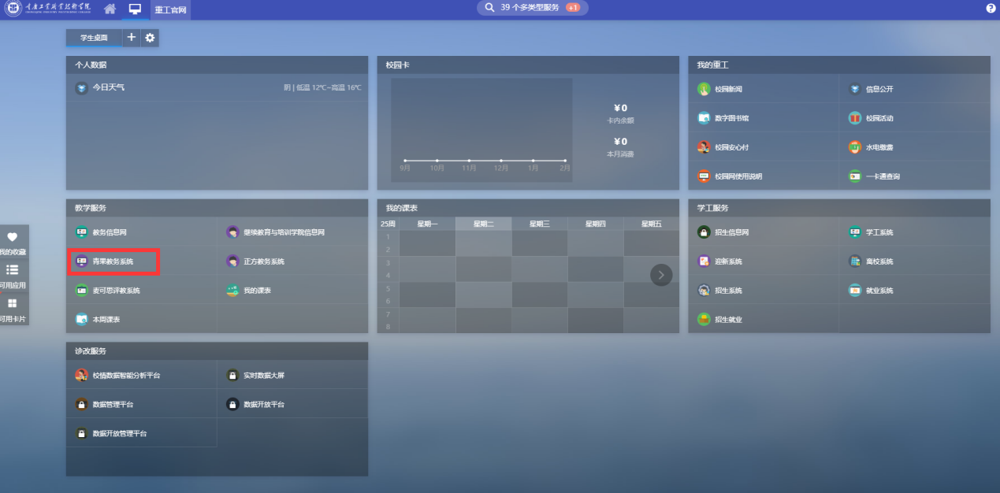 重庆工业职业技术学院
重工官网
39 个多类型服务 +1
学生桌面
个人数据
今日天气
阴 | 低温 12℃~高温 16℃
校园卡
¥0
卡内余额
¥0
本月消费
9月 10月 11月 12月 1月 2月
我的重工
校园新闻 信息公开
数字图书馆 校园活动
校园安心付 水电缴费
校园网使用说明 一卡通查询
我的收藏
可用应用
可用卡片
教学服务
教务信息网 继续教育与培训学院信息网
青果教务系统 正方教务系统
麦可思评教系统 我的课表
本周课表
我的课表
25周 星期一 星期二 星期三 星期四 星期五
1
2
3
4
5
6
7
8
学工服务
招生信息网 学工系统
迎新系统 离校系统
招生系统 就业系统
招生就业
诊改服务
校情数据智能分析平台 实时数据大屏
数据管理平台 数据开放平台
数据开放管理平台